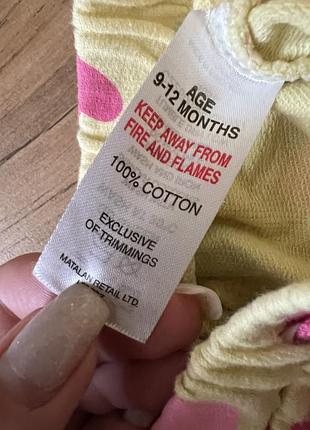 AGE
9-12 MONTHS
KEEP AWAY FROM
FIRE AND FLAMES
100% COTTON
EXCLUSIVE
OF TRIMMINGS
MATALAN RETAIL LTD.